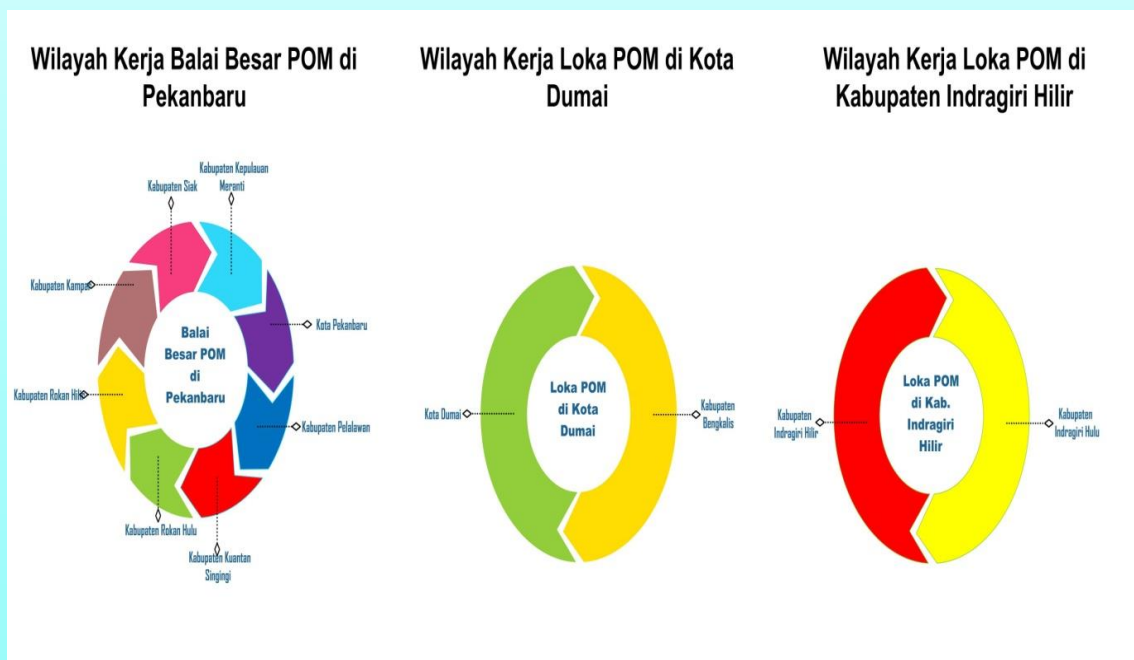 Wilayah Kerja Balai Besar POM di
Pekanbaru
Kabupaten Kepulauan
Meranti
Kabupaten Siak
Kabupaten Kampar
Kota Pekanbaru
Kabupaten Rokan Hilir
Kabupaten Pelalawan
Kabupaten Rokan Hulu
Kabupaten Kuantan
Singingi
Balai
Besar POM
di
Pekanbaru
Wilayah Kerja Loka POM di Kota
Dumai
Kota Dumai
Loka POM
di Kota
Dumai
Kabupaten
Bengkalis
Wilayah Kerja Loka POM di
Kabupaten Indragiri Hilir
Kabupaten
Indragiri Hilir
Loka POM
di Kab.
Indragiri
Hilir
Kabupaten
Indragiri Hulu